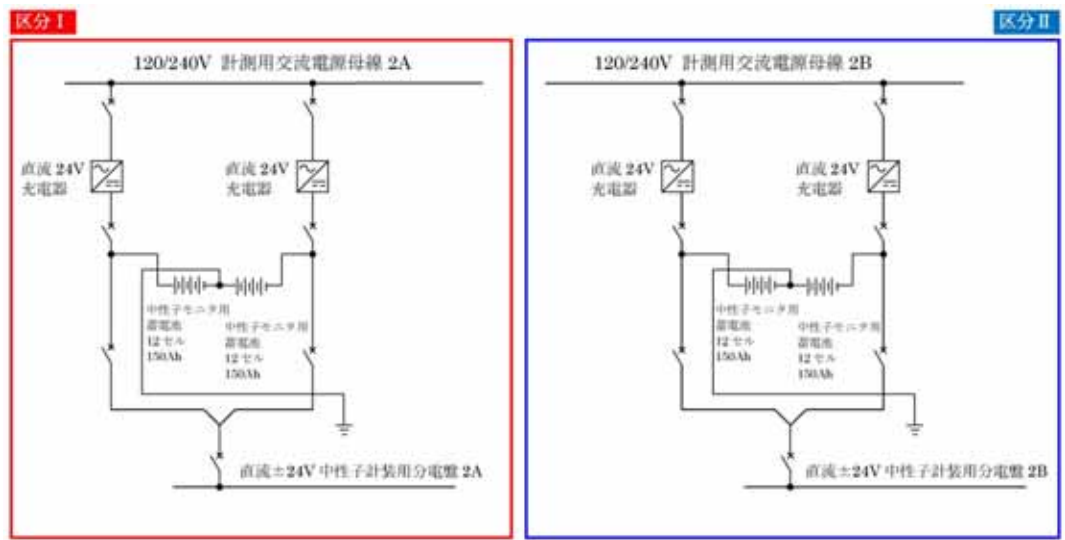 区分Ⅰ
120/240V 計測用交流電源母線 2A
直流 24V
充電器
直流 24V
充電器
中性子モニタ用
蓄電池
12 セル
150Ah
中性子モニタ用
蓄電池
12 セル
150Ah
直流±24V 中性子計装用分電盤 2A
区分Ⅱ
120/240V 計測用交流電源母線 2B
直流 24V
充電器
直流 24V
充電器
中性子モニタ用
蓄電池
12 セル
150Ah
中性子モニタ用
蓄電池
12 セル
150Ah
直流±24V 中性子計装用分電盤 2B